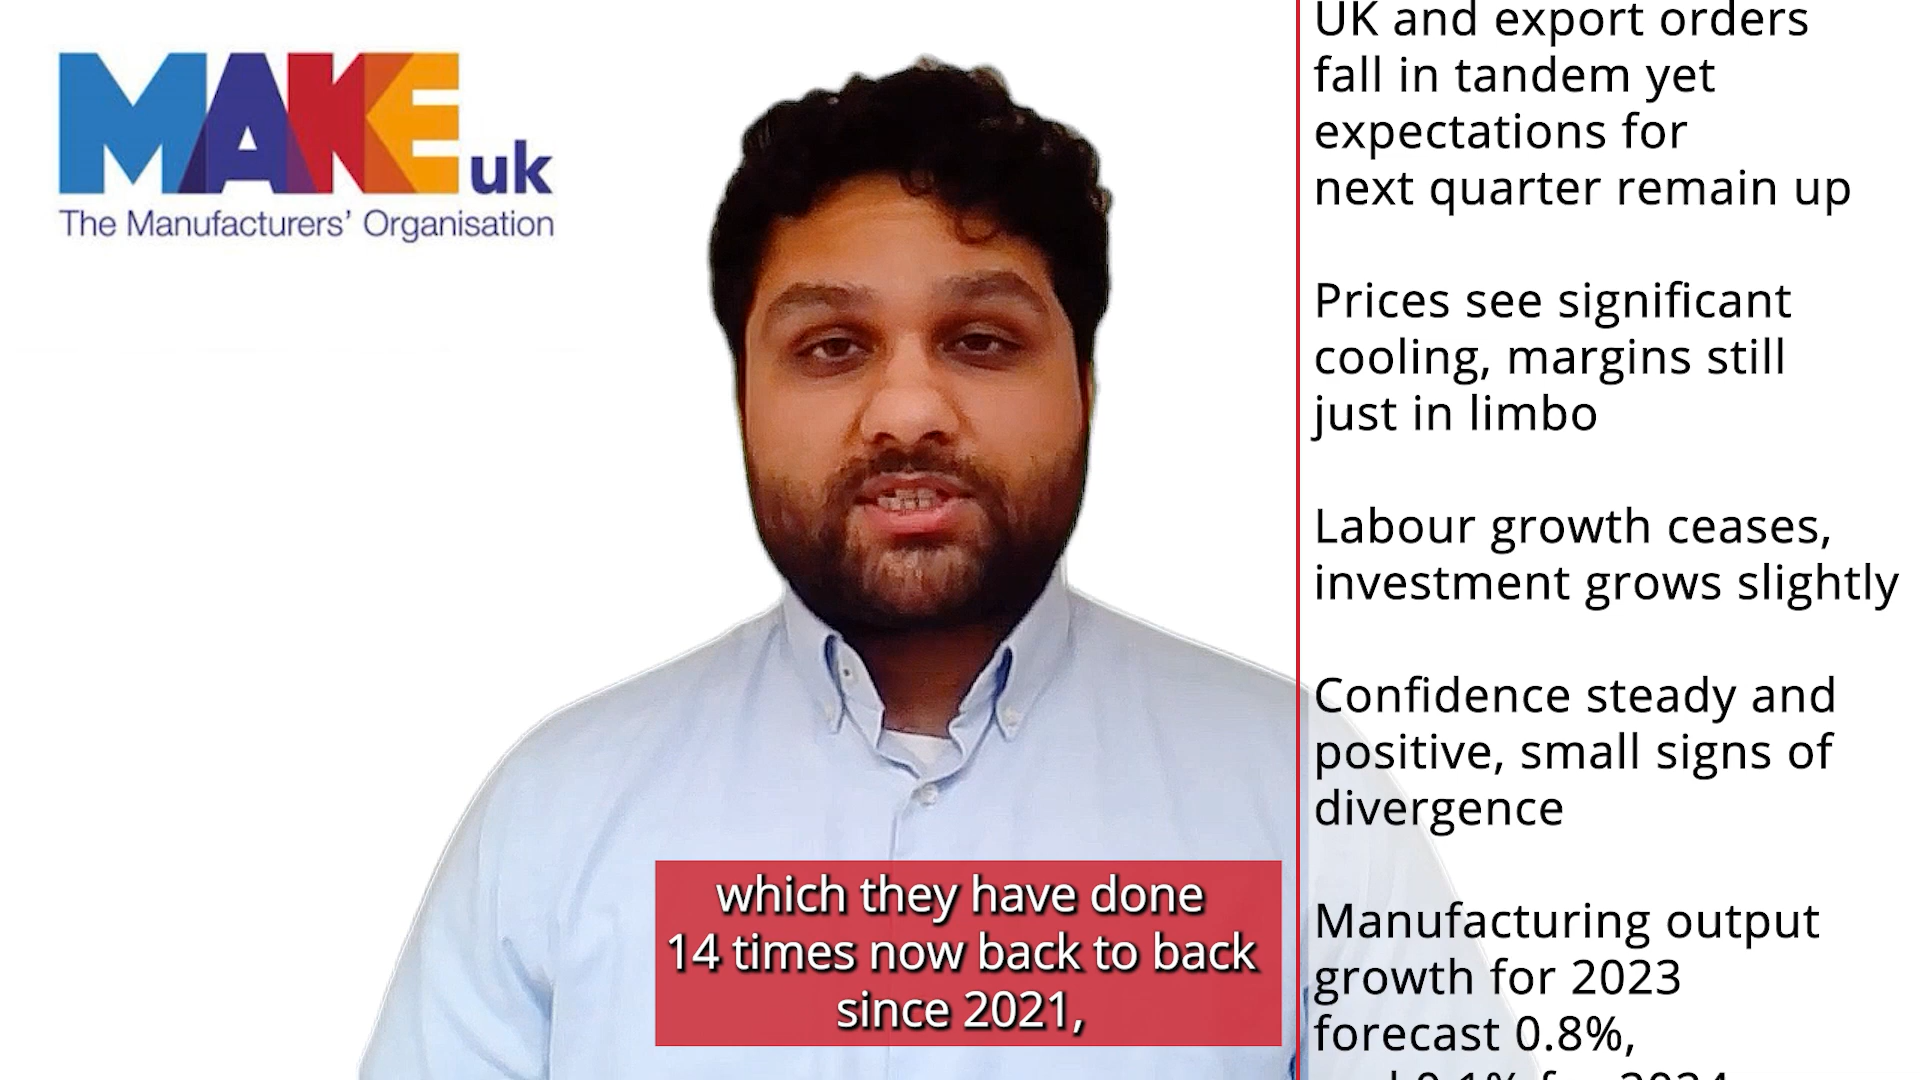 MAKE uk
The Manufacturers' Organisation
UK and export orders
fall in tandem yet
expectations for
next quarter remain up
Prices see significant
cooling, margins still
just in limbo
Labour growth ceases,
investment grows slightly
Confidence steady and
positive, small signs of
divergence
Manufacturing output
growth for 2023
forecast 0.8%,
which they have done
14 times now back to back
since 2021,